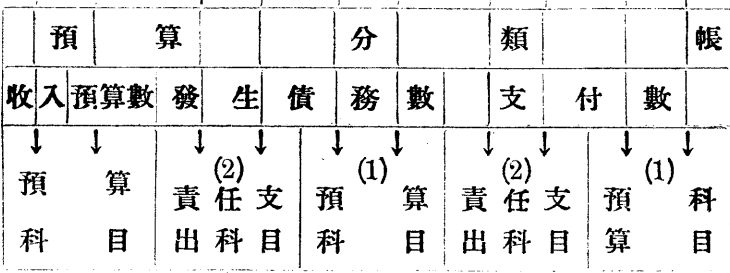 預算分類帳
收入預算數 發生債務數 支付數
↓ ↓ ↓ ↓ ↓ ↓ ↓ ↓ ↓ ↓
(2) (1) (2) (1)
預算 責任支 預算 責任支 預科
科目 出科目 科目 出科目 算目